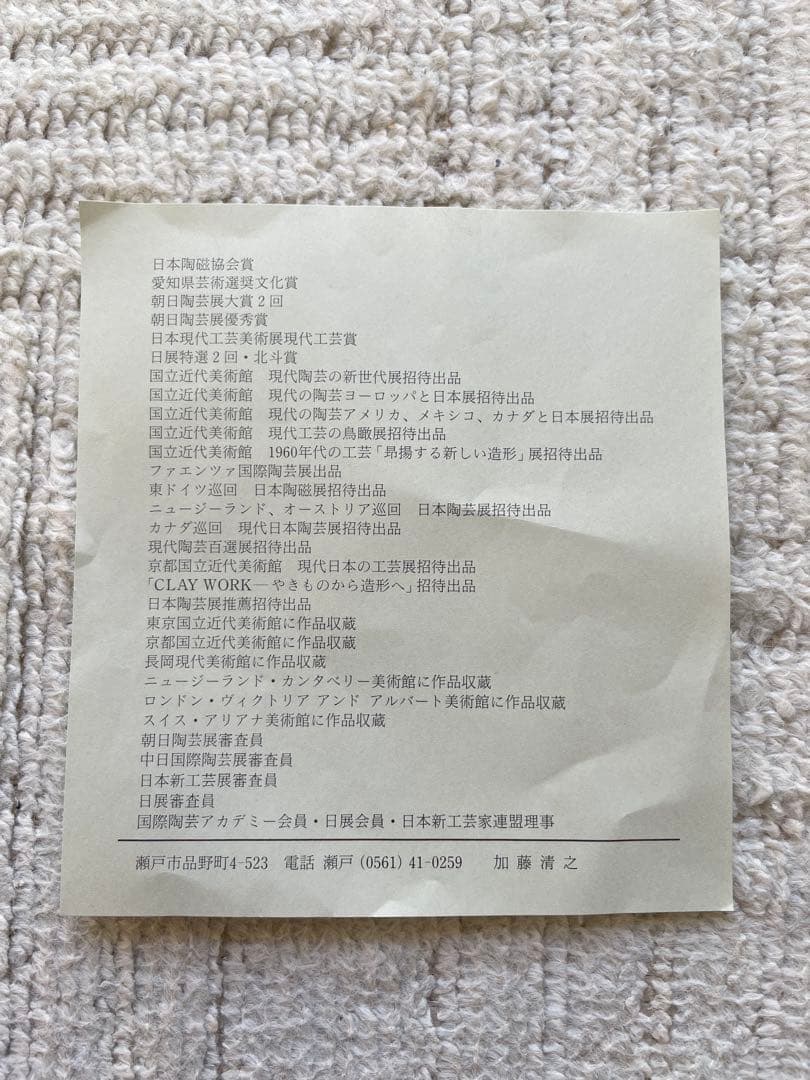 日本陶磁協会賞
愛知県芸術選奨文化賞
朝日陶芸展大賞2回
朝日陶芸展優秀賞
日本現代工芸美術展現代工芸賞
日展特選2回・北斗賞
国立近代美術館　現代陶芸の新世代展招待出品
国立近代美術館　現代の陶芸ヨーロッパと日本展招待出品
国立近代美術館　現代の陶芸アメリカ、メキシコ、カナダと日本展招待出品
国立近代美術館　現代工芸の鳥瞰展招待出品
国立近代美術館　1960年代の工芸「昂揚する新しい造形」展招待出品
ファエンツァ国際陶芸展出品
東ドイツ巡回　日本陶磁展招待出品
ニュージーランド、オーストリア巡回　日本陶芸展招待出品
カナダ巡回　現代日本陶芸展招待出品
現代陶芸百選展招待出品
京都国立近代美術館　現代日本の工芸展招待出品
「CLAY WORK―やきものから造形へ」招待出品
日本陶芸展推薦招待出品
東京国立近代美術館に作品収蔵
京都国立近代美術館に作品収蔵
長岡現代美術館に作品収蔵
ニュージーランド・カンタベリー美術館に作品収蔵
ロンドン・ヴィクトリア アンド アルバート美術館に作品収蔵
スイス・アリアナ美術館に作品収蔵
朝日陶芸展審査員
中日国際陶芸展審査員
日本新工芸展審査員
日展審査員
国際陶芸アカデミー会員・日展会員・日本新工芸家連盟理事
瀬戸市品野町4-523　電話 瀬戸 (0561) 41-0259　加藤清之